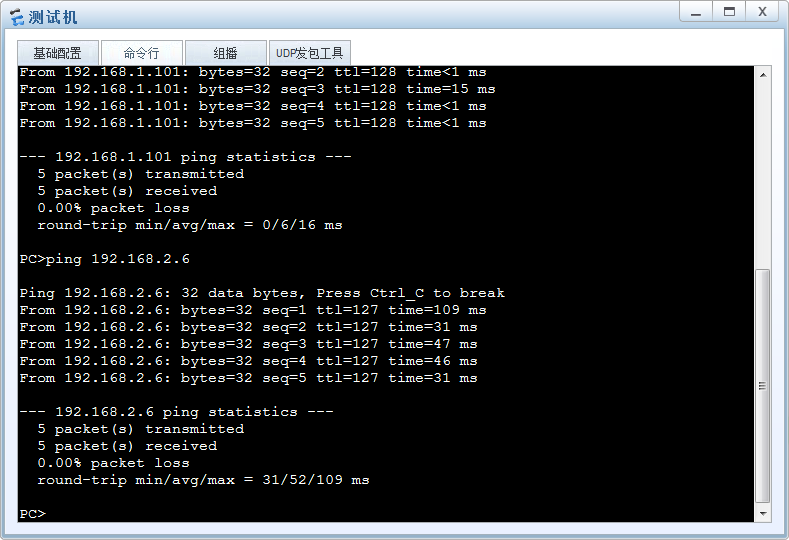 测试机
基础配置 命令行 组播 UDP发包工具
From 192.168.1.101: bytes=32 seq=2 ttl=128 time<1 ms
From 192.168.1.101: bytes=32 seq=3 ttl=128 time=15 ms
From 192.168.1.101: bytes=32 seq=4 ttl=128 time<1 ms
From 192.168.1.101: bytes=32 seq=5 ttl=128 time<1 ms
--- 192.168.1.101 ping statistics ---
5 packet(s) transmitted
5 packet(s) received
0.00% packet loss
round-trip min/avg/max = 0/6/16 ms
PC>ping 192.168.2.6
Ping 192.168.2.6: 32 data bytes, Press Ctrl_C to break
From 192.168.2.6: bytes=32 seq=1 ttl=127 time=109 ms
From 192.168.2.6: bytes=32 seq=2 ttl=127 time=31 ms
From 192.168.2.6: bytes=32 seq=3 ttl=127 time=47 ms
From 192.168.2.6: bytes=32 seq=4 ttl=127 time=46 ms
From 192.168.2.6: bytes=32 seq=5 ttl=127 time=31 ms
--- 192.168.2.6 ping statistics ---
5 packet(s) transmitted
5 packet(s) received
0.00% packet loss
round-trip min/avg/max = 31/52/109 ms
PC>